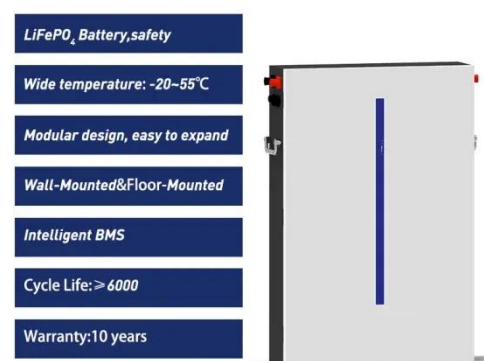 LiFePO₄ Battery,safety
Wide temperature: -20~55℃
Modular design, easy to expand
Wall-Mounted&Floor-Mounted
Intelligent BMS
Cycle Life:≥6000
Warranty:10 years